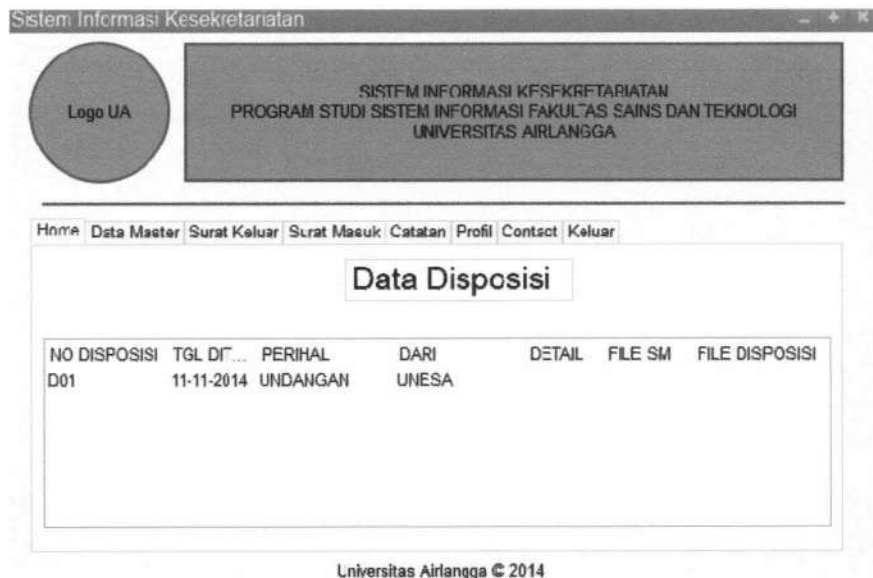 Sistem Informasi Kesekretariatan
Logo UA
SISTEM INFORMASI KESEKRETARIATAN
PROGRAM STUDI SISTEM INFORMASI FAKULTAS SAINS DAN TEKNOLOGI
UNIVERSITAS AIRLANGGA
Home Data Master Surat Keluar Surat Masuk Catatan Profil Contact Keluar
Data Disposisi
NO DISPOSISI TGL DIT... PERIHAL DARI DETAIL FILE SM FILE DISPOSISI
D01 11-11-2014 UNDANGAN UNESA
Universitas Airlangga © 2014